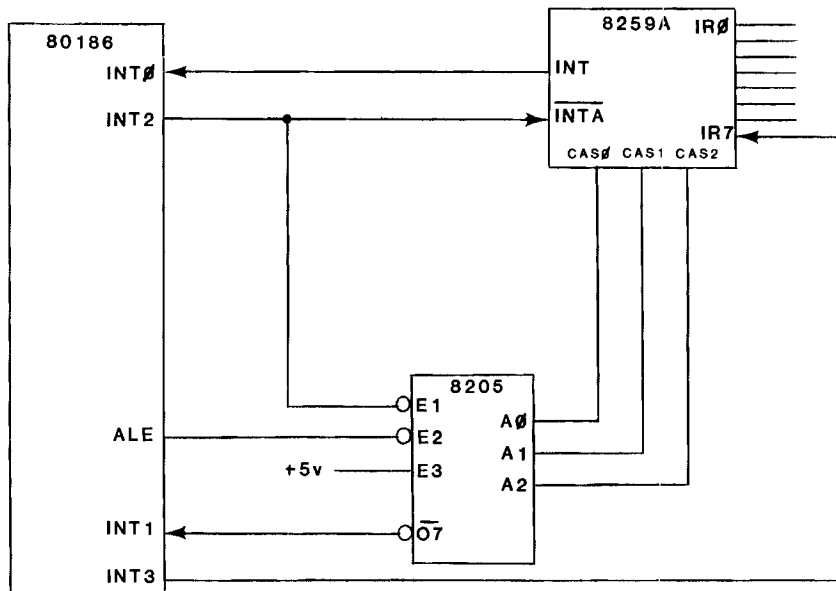 80186
INTØ
INT2
ALE
INT1
INT3
8259A
IRØ
INT
INTA
IR7
CASØ CAS1 CAS2
8205
E1
E2
+5v
E3
O7
AØ
A1
A2